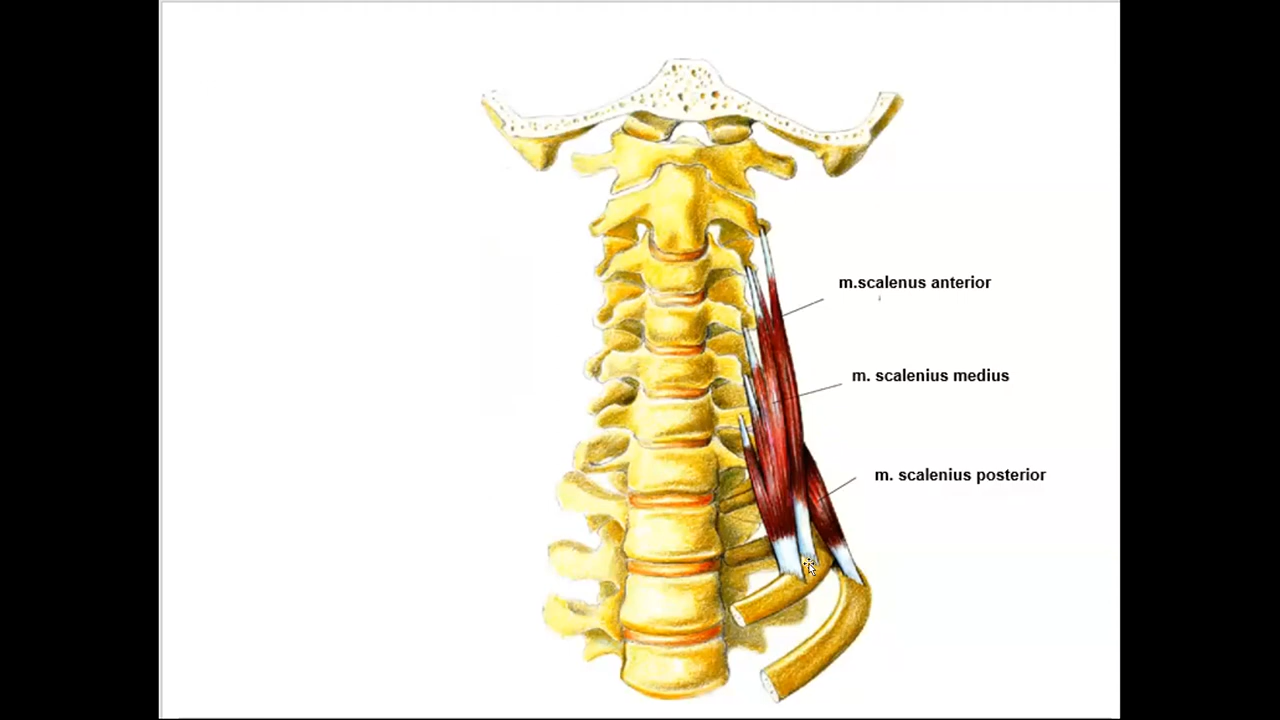 m.scalenus anterior
m. scalenius medius
m. scalenius posterior